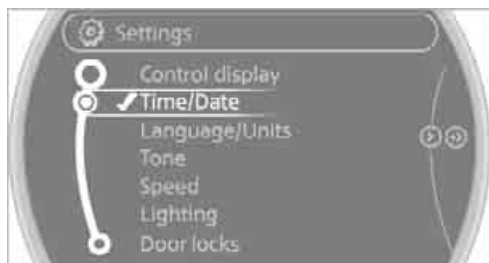 Settings
Control display
Time/Date
Language/Units
Tone
Speed
Lighting
Door locks